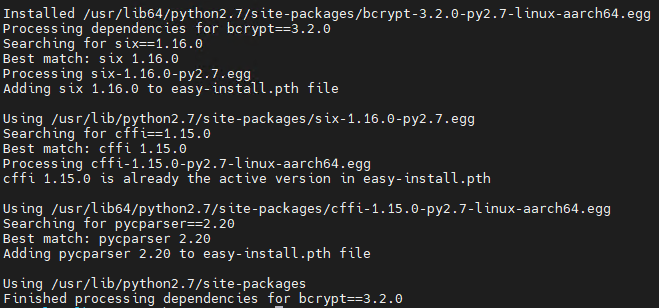 Installed /usr/lib64/python2.7/site-packages/bcrypt-3.2.0-py2.7-linux-aarch64.egg
Processing dependencies for bcrypt==3.2.0
Searching for six==1.16.0
Best match: six 1.16.0
Processing six-1.16.0-py2.7.egg
Adding six 1.16.0 to easy-install.pth file
Using /usr/lib/python2.7/site-packages/six-1.16.0-py2.7.egg
Searching for cffi==1.15.0
Best match: cffi 1.15.0
Processing cffi-1.15.0-py2.7-linux-aarch64.egg
cffi 1.15.0 is already the active version in easy-install.pth
Using /usr/lib64/python2.7/site-packages/cffi-1.15.0-py2.7-linux-aarch64.egg
Searching for pycparser==2.20
Best match: pycparser 2.20
Adding pycparser 2.20 to easy-install.pth file
Using /usr/lib/python2.7/site-packages
Finished processing dependencies for bcrypt==3.2.0